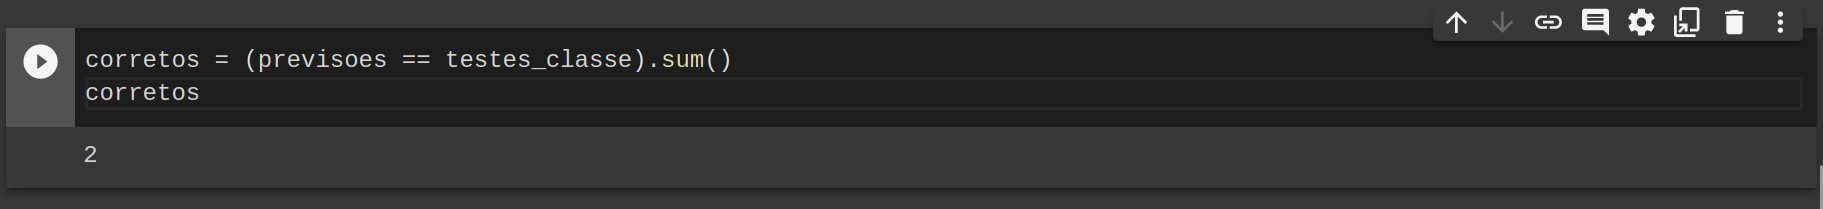 corretos = (previsoes == testes_classe).sum()
corretos
2